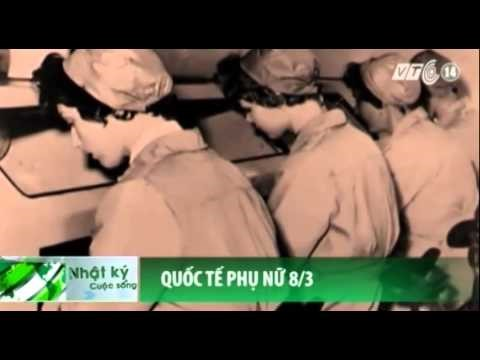 VTC 14
Nhật ký
Cuộc sống
QUỐC TẾ PHỤ NỮ 8/3